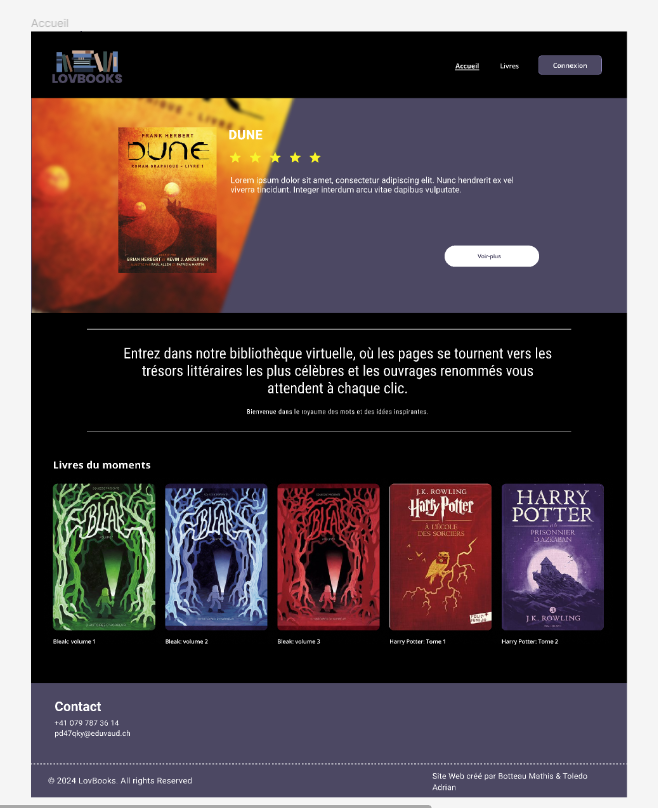 Accueil
LOVBOOKS
Accueil
Livres
Connexion
FRANK HERBERT
DUNE
ROMAN GRAPHIQUE • LIVRE 1
BRIAN HERBERT ET KEVIN J. ANDERSON
DUNE
Lorem ipsum dolor sit amet, consectetur adipiscing elit. Nunc hendrerit ex vel
viverra tincidunt. Integer interdum arcu vitae dapibus vulputate.
Voir-plus
Entrez dans notre bibliothèque virtuelle, où les pages se tournent vers les
trésors littéraires les plus célèbres et les ouvrages renommés vous
attendent à chaque clic.
Bienvenue dans le royaume des mots et des idées inspirantes.
Livres du moments
BLEAK
BLEAK
BLEAK
J.K. ROWLING
Harry Potter
À L'ÉCOLE
DES SORCIERS
HARRY
POTTER
PRISONNIER
D'AZKABAN
J.K. ROWLING
Bleak: volume 1
Bleak: volume 2
Bleak: volume 3
Harry Potter: Tome 1
Harry Potter: Tome 2
Contact
+41 079 787 36 14
pd47qky@eduvaud.ch
© 2024 LovBooks. All rights Reserved
Site Web créé par Botteau Mathis & Toledo
Adrian